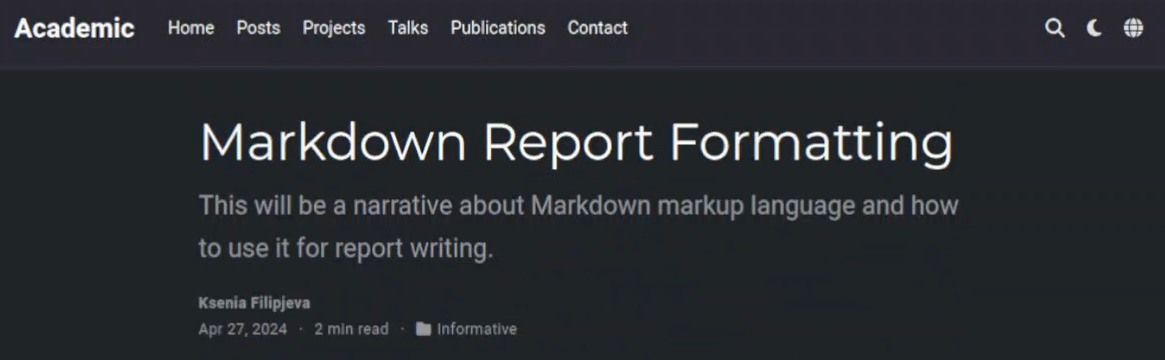 Academic Home Posts Projects Talks Publications Contact
Markdown Report Formatting
This will be a narrative about Markdown markup language and how
to use it for report writing.
Ksenia Filipjeva
Apr 27, 2024 · 2 min read · Informative